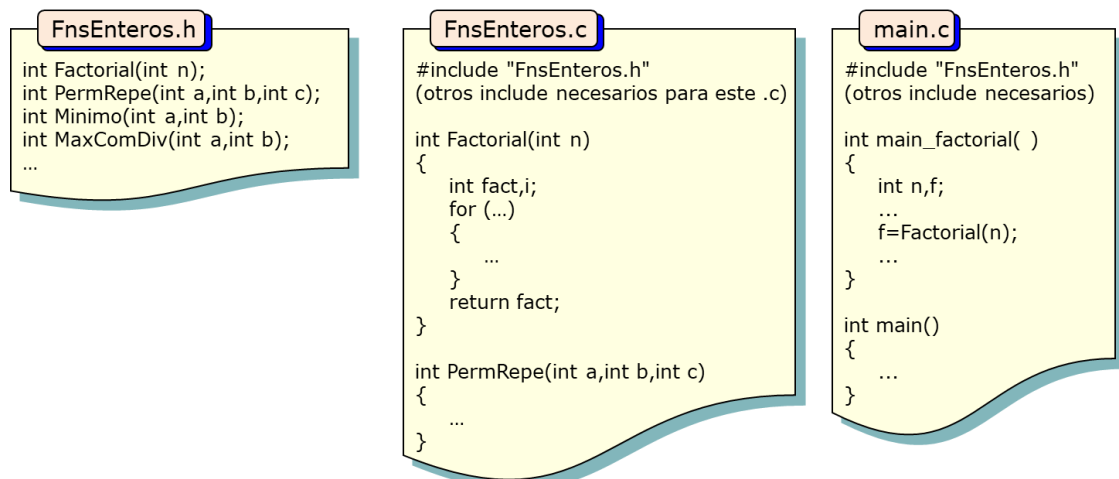 FnsEnteros.h
int Factorial(int n);
int PermRepe(int a,int b,int c);
int Minimo(int a,int b);
int MaxComDiv(int a,int b);
...
FnsEnteros.c
#include "FnsEnteros.h"
(otros include necesarios para este .c)
int Factorial(int n)
{
int fact,i;
for (...)
{
...
}
return fact;
}
int PermRepe(int a,int b,int c)
{
...
}
main.c
#include "FnsEnteros.h"
(otros include necesarios)
int main_factorial( )
{
int n,f;
...
f=Factorial(n);
...
}
int main()
{
...
}